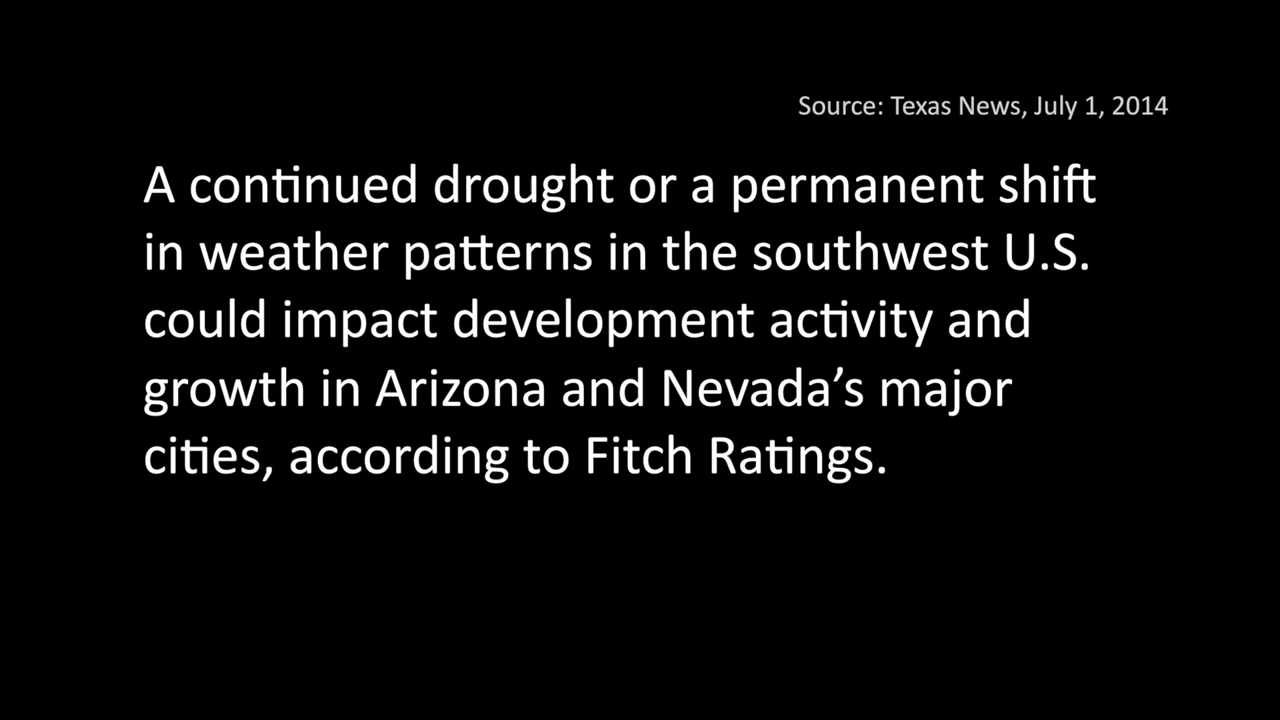 Source: Texas News, July 1, 2014
A continued drought or a permanent shift
in weather patterns in the southwest U.S.
could impact development activity and
growth in Arizona and Nevada’s major
cities, according to Fitch Ratings.